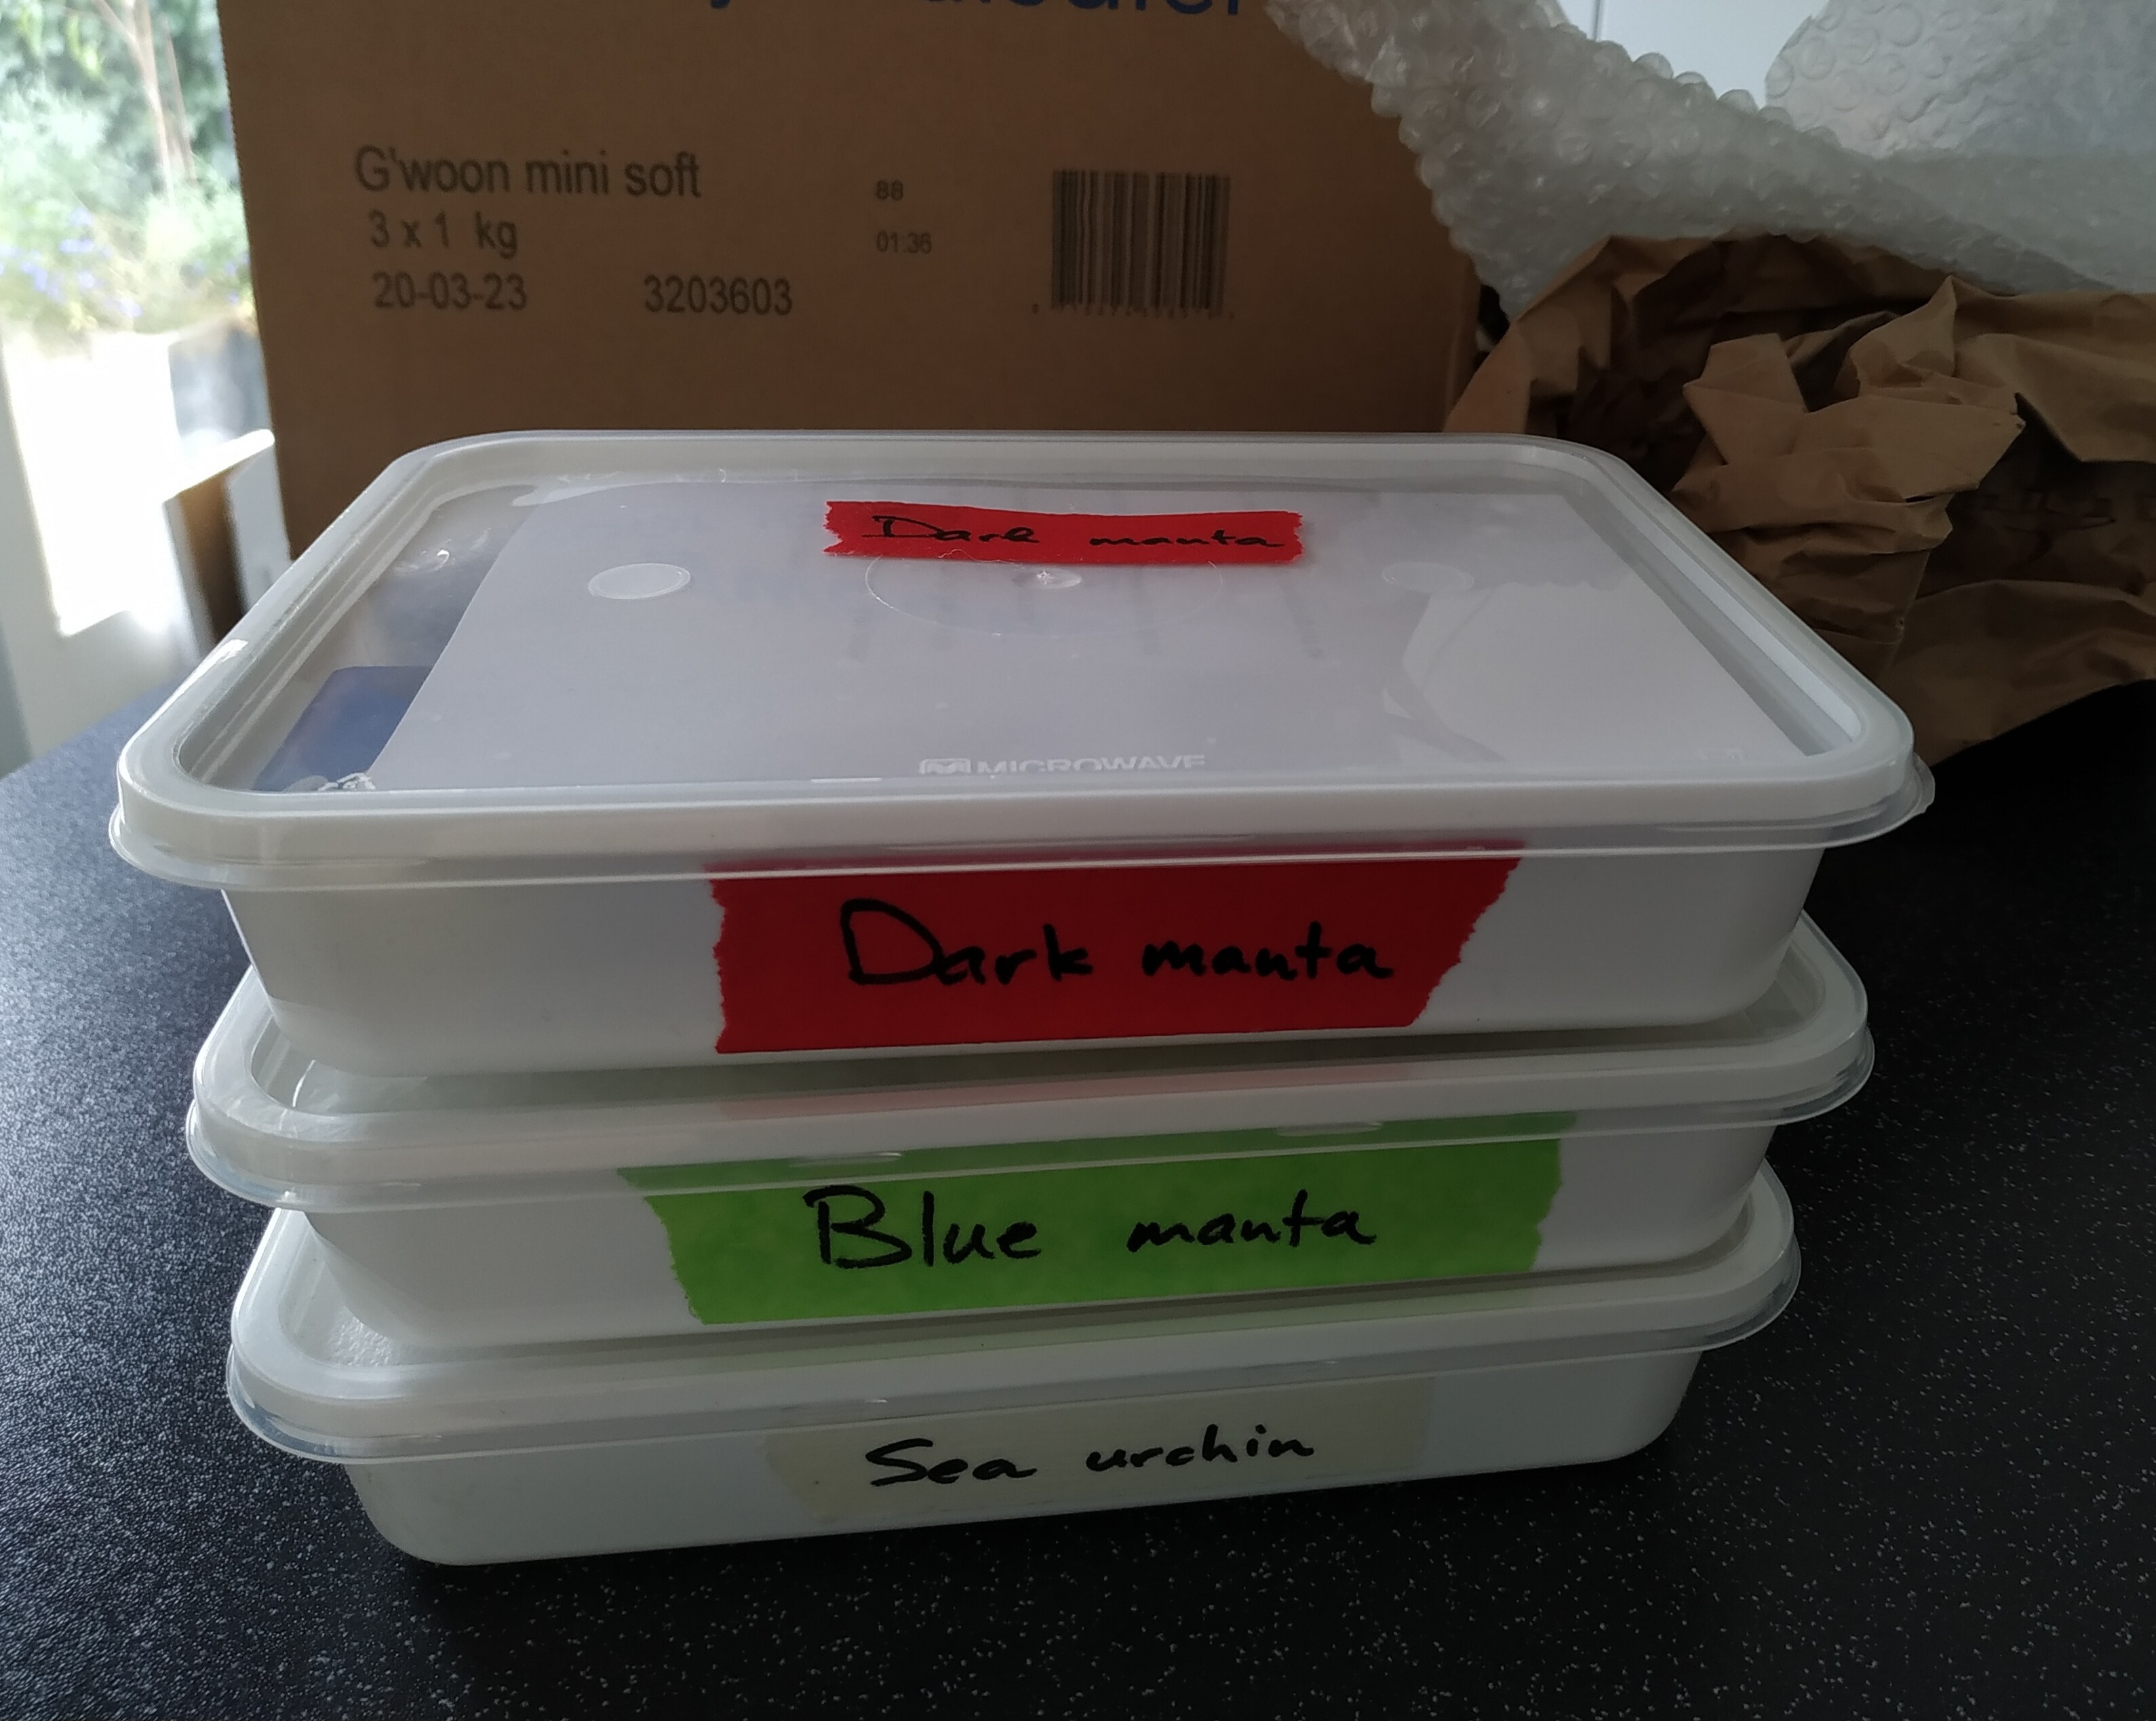 G'woon mini soft
88
3 x 1 kg
01:36
20-03-23
3203603
Dark manta
MICROWAVE
Dark manta
Blue manta
Sea urchin